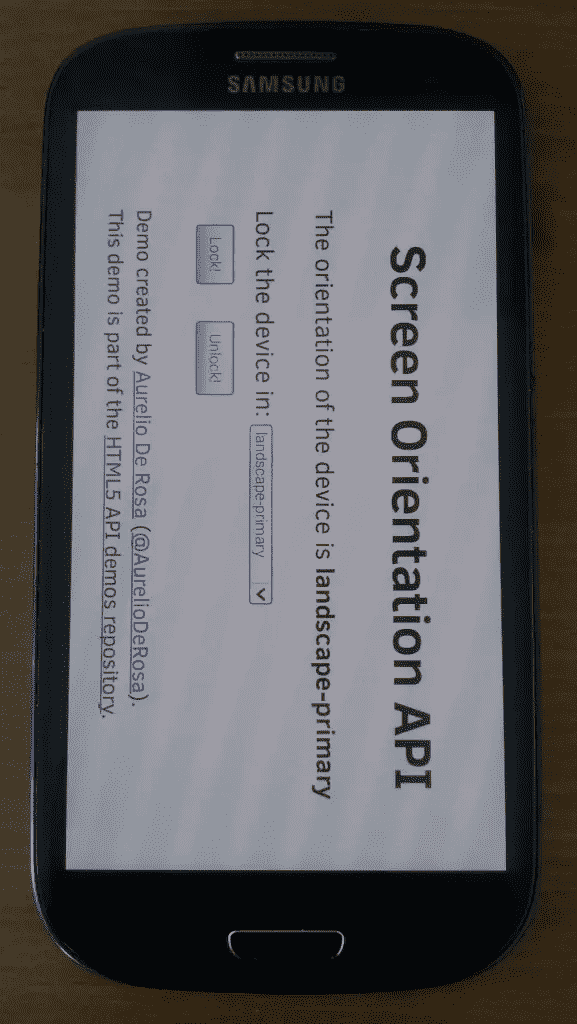 SAMSUNG
Screen Orientation API
The orientation of the device is landscape-primary
Lock the device in: landscape-primary
Lock! Unlock!
Demo created by Aurelio De Rosa (@AurelioDeRosa).
This demo is part of the HTML5 API demos repository.